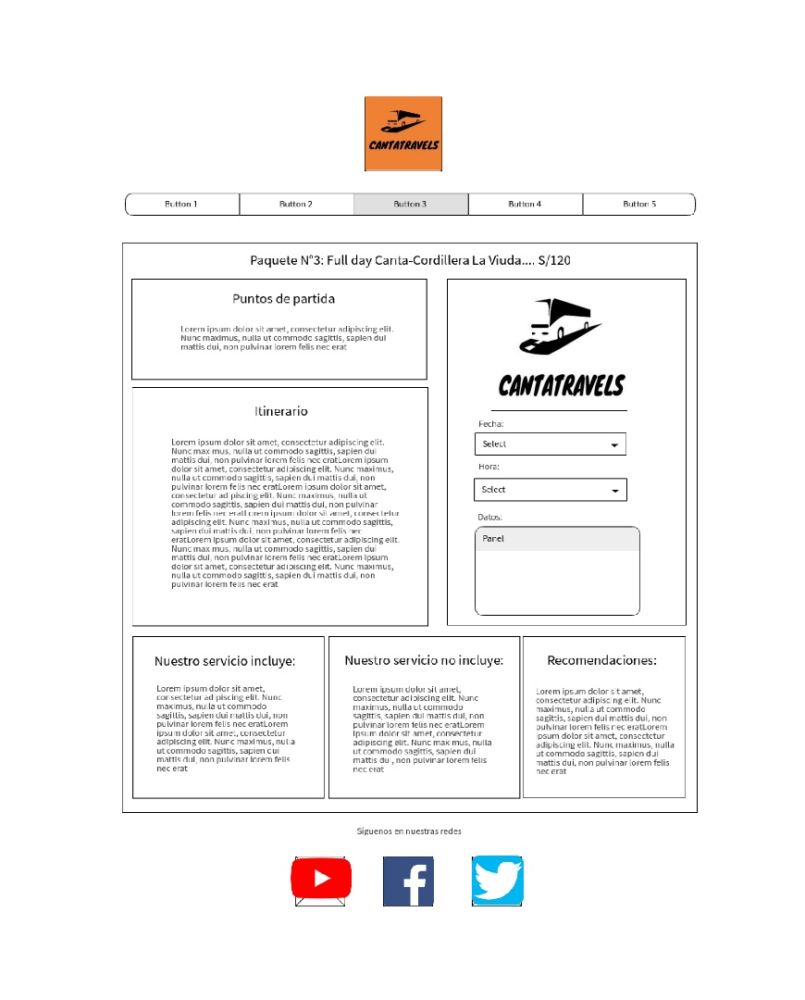 CANTATRAVELS
Button 1
Button 2
Button 3
Button 4
Button 5
Paquete N°3: Full day Canta-Cordillera La Viuda.... S/120
Puntos de partida
Lorem ipsum dolor sit amet, consectetur adipiscing elit.
Nunc maximus, nulla ut commodo sagittis, sapien dui
mattis dui, non pulvinar lorem felis nec erat
Itinerario
Lorem ipsum dolor sit amet, consectetur adipiscing elit.
Nunc maximus, nulla ut commodo sagittis, sapien dui
mattis dui, non pulvinar lorem felis nec eratLorem ipsum
dolor sit amet, consectetur adipiscing elit. Nunc maximus,
nulla ut commodo sagittis, sapien dui mattis dui, non
pulvinar lorem felis nec eratLorem ipsum dolor sit amet,
consectetur adipiscing elit. Nunc maximus, nulla ut
commodo sagittis, sapien dui mattis dui, non pulvinar
lorem felis nec eratLorem ipsum dolor sit amet, consectetur
adipiscing elit. Nunc maximus, nulla ut commodo sagittis,
sapien dui mattis dui, non pulvinar lorem felis nec
eratLorem ipsum dolor sit amet, consectetur adipiscing elit.
Nunc maximus, nulla ut commodo sagittis, sapien dui
mattis dui, non pulvinar lorem felis nec eratLorem ipsum
dolor sit amet, consectetur adipiscing elit. Nunc maximus,
nulla ut commodo sagittis, sapien dui mattis dui, non
pulvinar lorem felis nec erat
CANTATRAVELS
Fecha:
Select
Hora:
Select
Datos:
Panel
Nuestro servicio incluye:
Lorem ipsum dolor sit amet,
consectetur adipiscing elit. Nunc
maximus, nulla ut commodo
sagittis, sapien dui mattis dui, non
pulvinar lorem felis nec eratLorem
ipsum dolor sit amet, consectetur
adipiscing elit. Nunc maximus, nulla
ut commodo sagittis, sapien dui
mattis dui, non pulvinar lorem felis
nec erat
Nuestro servicio no incluye:
Lorem ipsum dolor sit amet,
consectetur adipiscing elit. Nunc
maximus, nulla ut commodo
sagittis, sapien dui mattis dui, non
pulvinar lorem felis nec eratLorem
ipsum dolor sit amet, consectetur
adipiscing elit. Nunc maximus, nulla
ut commodo sagittis, sapien dui
mattis dui, non pulvinar lorem felis
nec erat
Recomendaciones:
Lorem ipsum dolor sit amet,
consectetur adipiscing elit. Nunc
maximus, nulla ut commodo
sagittis, sapien dui mattis dui, non
pulvinar lorem felis nec eratLorem
ipsum dolor sit amet, consectetur
adipiscing elit. Nunc maximus, nulla
ut commodo sagittis, sapien dui
mattis dui, non pulvinar lorem felis
nec erat
Síguenos en nuestras redes